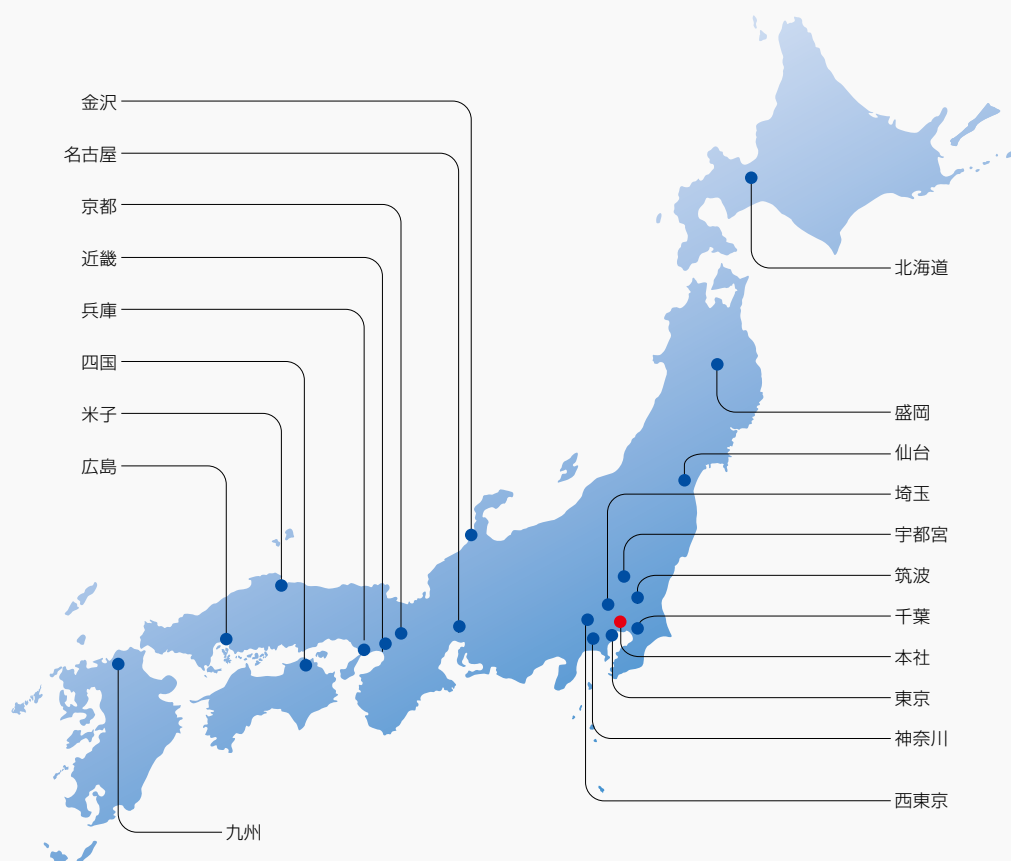 金沢
名古屋
京都
近畿
兵庫
四国
米子
広島
九州
北海道
盛岡
仙台
埼玉
宇都宮
筑波
千葉
本社
東京
神奈川
西東京